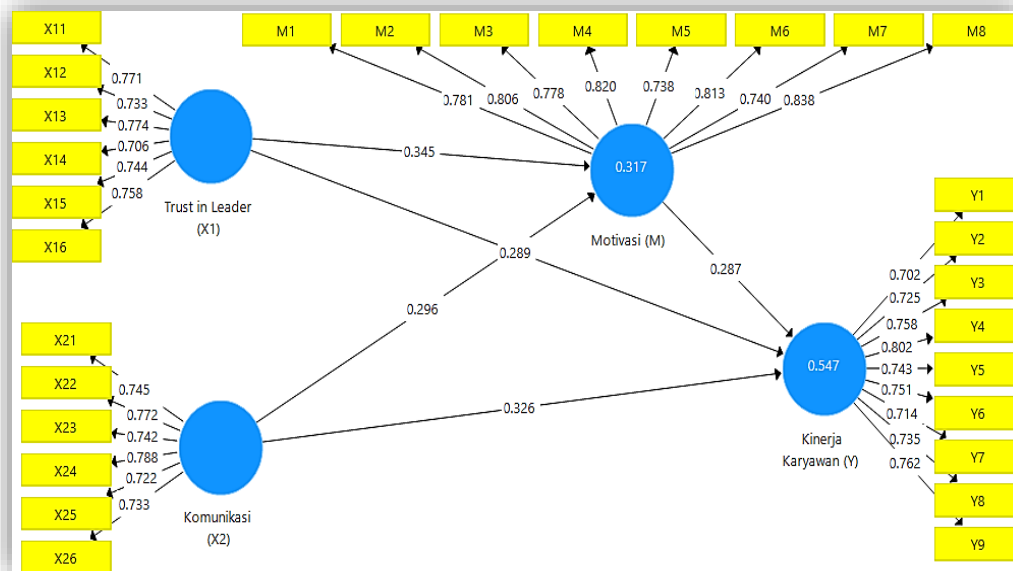 X11
X12
X13
X14
X15
X16
0.771
0.733
0.774
0.706
0.744
0.758
Trust in Leader
(X1)
M1
M2
M3
M4
M5
M6
M7
M8
0.781
0.806
0.778
0.820
0.738
0.813
0.740
0.838
0.317
Motivasi (M)
0.345
0.289
0.296
0.287
0.326
X21
X22
X23
X24
X25
X26
0.745
0.772
0.742
0.788
0.722
0.733
Komunikasi
(X2)
0.547
Kinerja
Karyawan (Y)
0.702
0.725
0.758
0.802
0.743
0.751
0.714
0.735
0.762
Y1
Y2
Y3
Y4
Y5
Y6
Y7
Y8
Y9